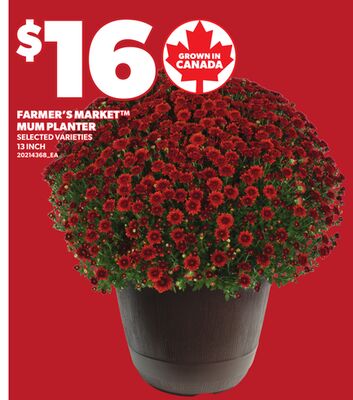 $16
GROWN IN
CANADA
FARMER'S MARKET™
MUM PLANTER
SELECTED VARIETIES
13 INCH
20214368_EA